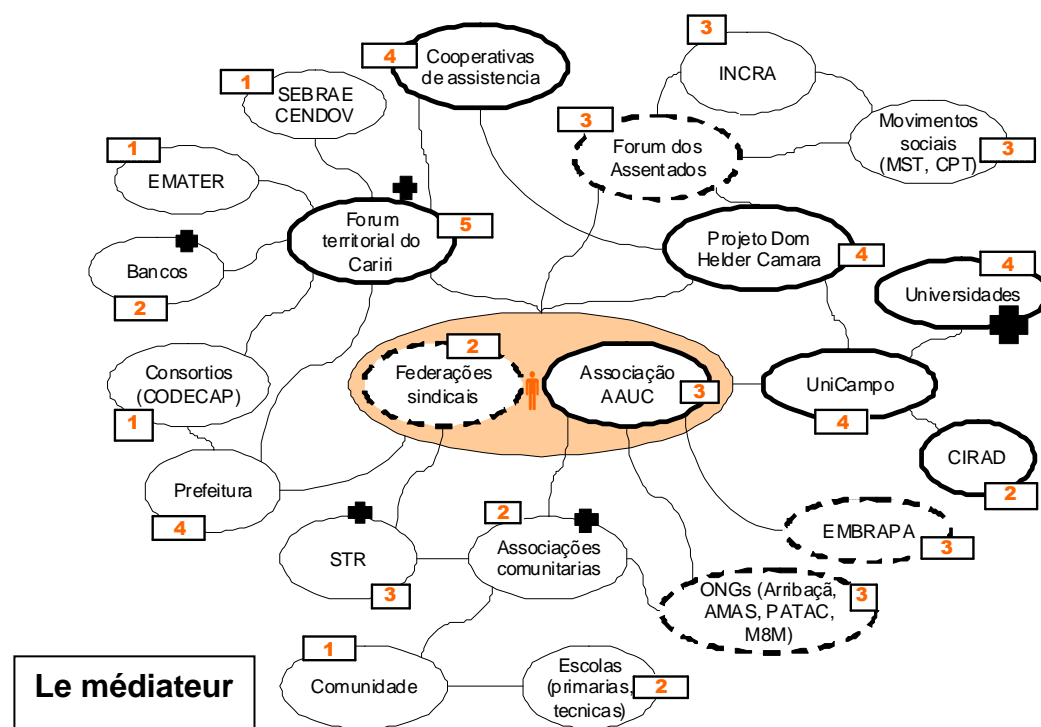 4
Cooperativas
de assistencia
3
INCRA
1
SEBRAE
CENDOV
3
Forum dos
Assentados
Movimentos
sociais
(MST, CPT)
3
1
EMATER
Forum
territorial do
Cariri
5
Projeto Dom
Helder Camara
4
4
Universidades
Bancos
2
Consortios
(CODECAP)
1
2
Federações
sindicais
Associação
AAUC
3
UniCampo
4
CIRAD
2
Prefeitura
4
EMBRAPA
3
STR
3
2
Associações
comunitarias
ONGs (Arribaçã,
AMAS, PATAC,
M8M)
3
1
Comunidade
Escolas
(primarias,
tecnicas)
2
Le médiateur